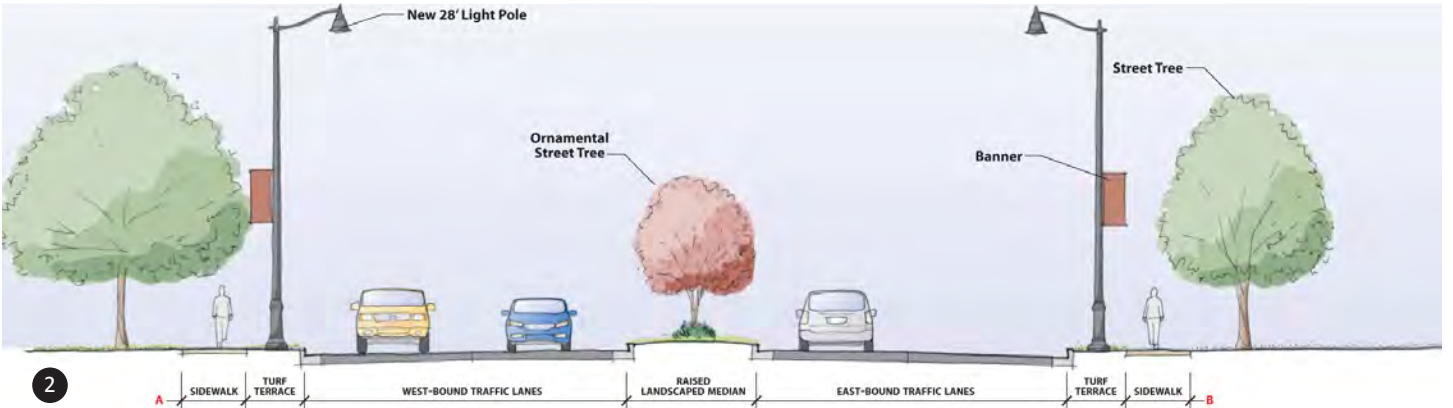 New 28' Light Pole
Street Tree
Ornamental
Street Tree
Banner
2
A
SIDEWALK
TURF
TERRACE
WEST-BOUND TRAFFIC LANES
RAISED
LANDSCAPED MEDIAN
EAST-BOUND TRAFFIC LANES
TURF
TERRACE
SIDEWALK
B